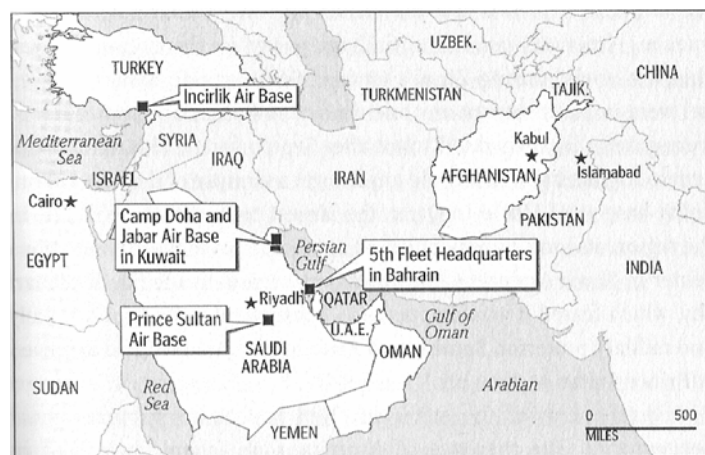 UZBEK.
CHINA
TURKEY
TAJIK.
TURKMENISTAN
Incirlik Air Base
Mediterranean
Sea
SYRIA
Kabul
ISRAEL
IRAQ
IRAN
AFGHANISTAN
Islamabad
Cairo
PAKISTAN
Camp Doha and
Jabar Air Base
in Kuwait
Persian
Gulf
EGYPT
5th Fleet Headquarters
in Bahrain
INDIA
Riyadh
QATAR
Gulf of
Oman
Prince Sultan
Air Base
U.A.E.
SAUDI
ARABIA
OMAN
SUDAN
Red
Sea
Arabian
0 500
MILES
YEMEN